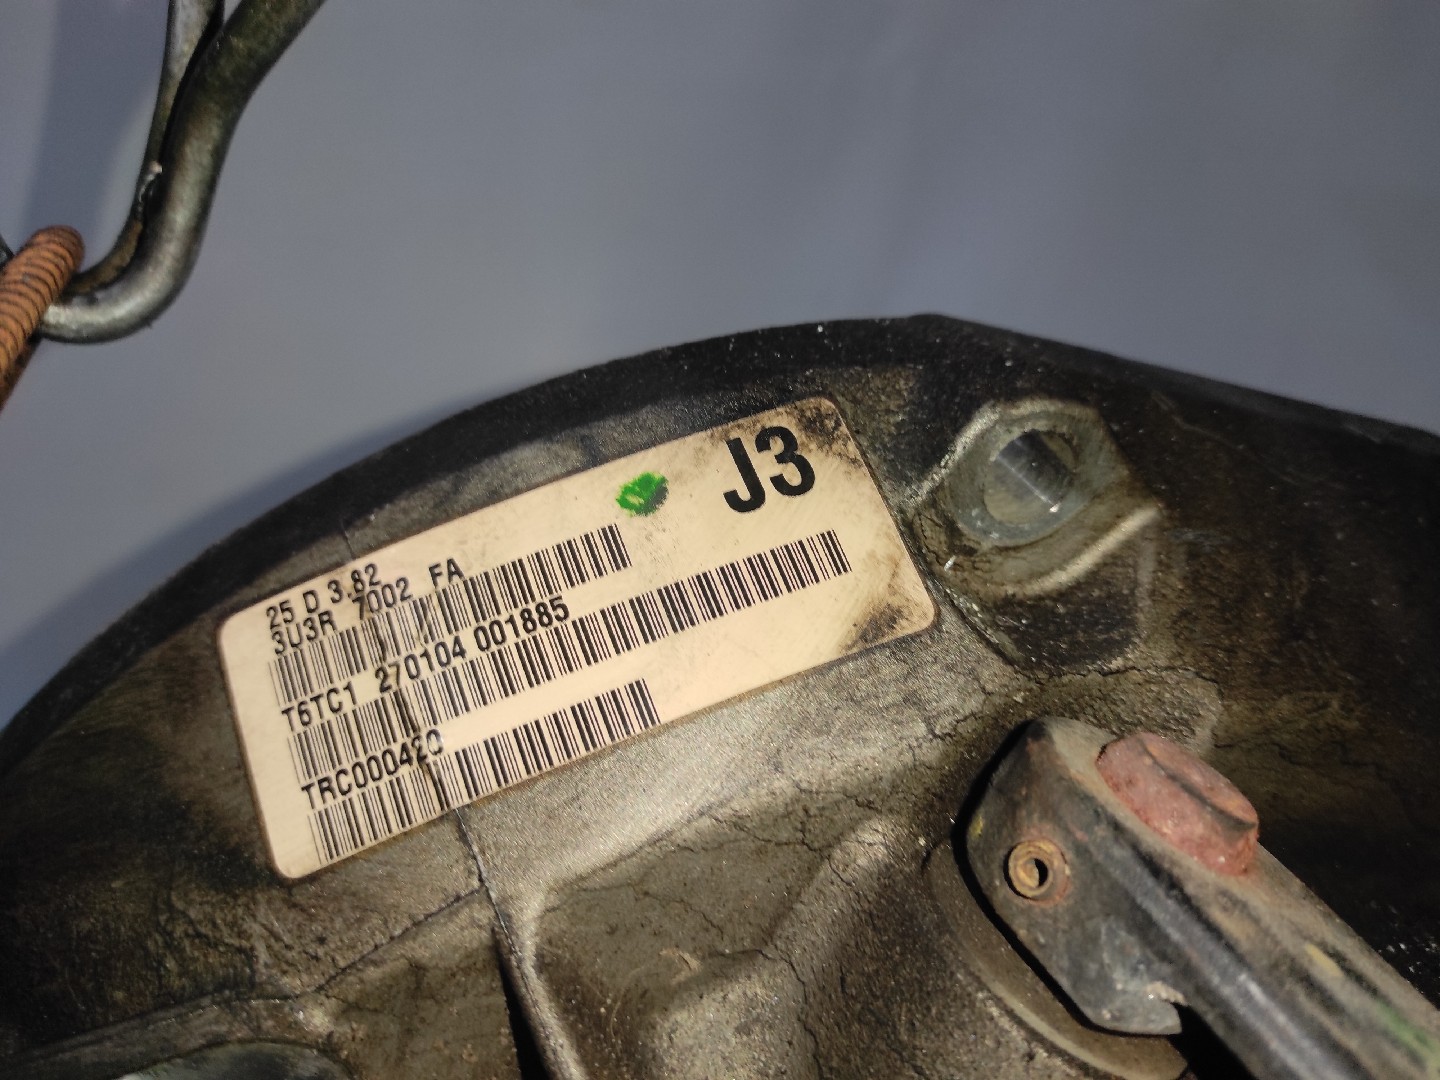 J3
25 D 3.82
3U3R 7002 FA
T6TC1 270104 001885
TRC000420